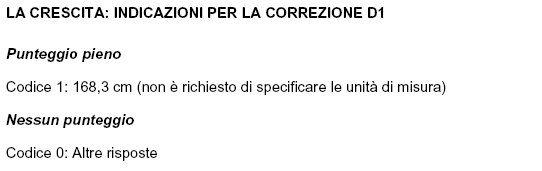 LA CRESCITA: INDICAZIONI PER LA CORREZIONE D1
Punteggio pieno
Codice 1: 168,3 cm (non è richiesto di specificare le unità di misura)
Nessun punteggio
Codice 0: Altre risposte